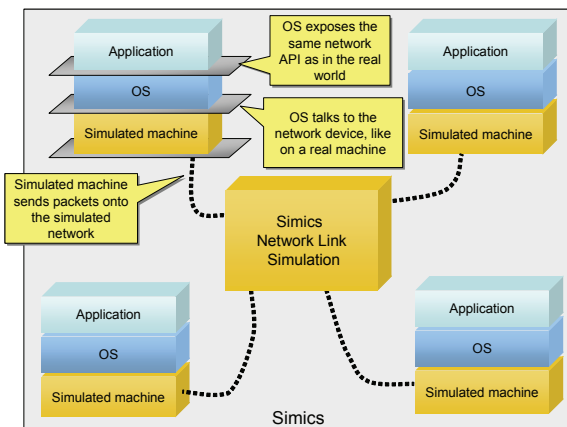 Application
OS
Simulated machine
OS exposes the
same network
API as in the real
world
OS talks to the
network device, like
on a real machine
Simulated machine
sends packets onto
the simulated
network
Application
OS
Simulated machine
Simics
Network Link
Simulation
Application
OS
Simulated machine
Application
OS
Simulated machine
Simics